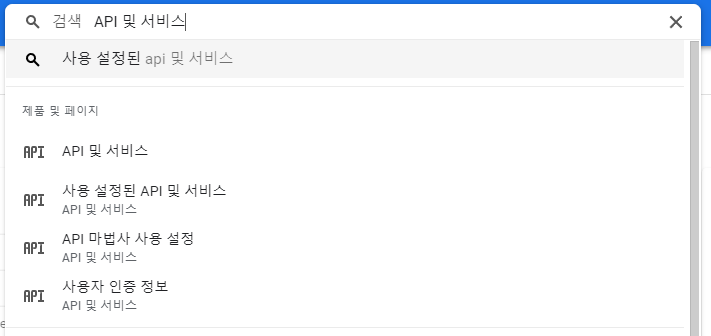 검색 API 및 서비스
사용 설정된 api 및 서비스
제품 및 페이지
API API 및 서비스
API 사용 설정된 API 및 서비스
API 및 서비스
API API 마법사 사용 설정
API 및 서비스
API 사용자 인증 정보
API 및 서비스